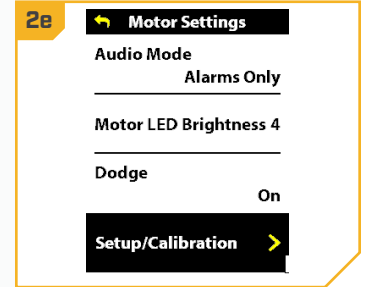 2e
Motor Settings
Audio Mode
Alarms Only
Motor LED Brightness 4
Dodge
On
Setup/Calibration